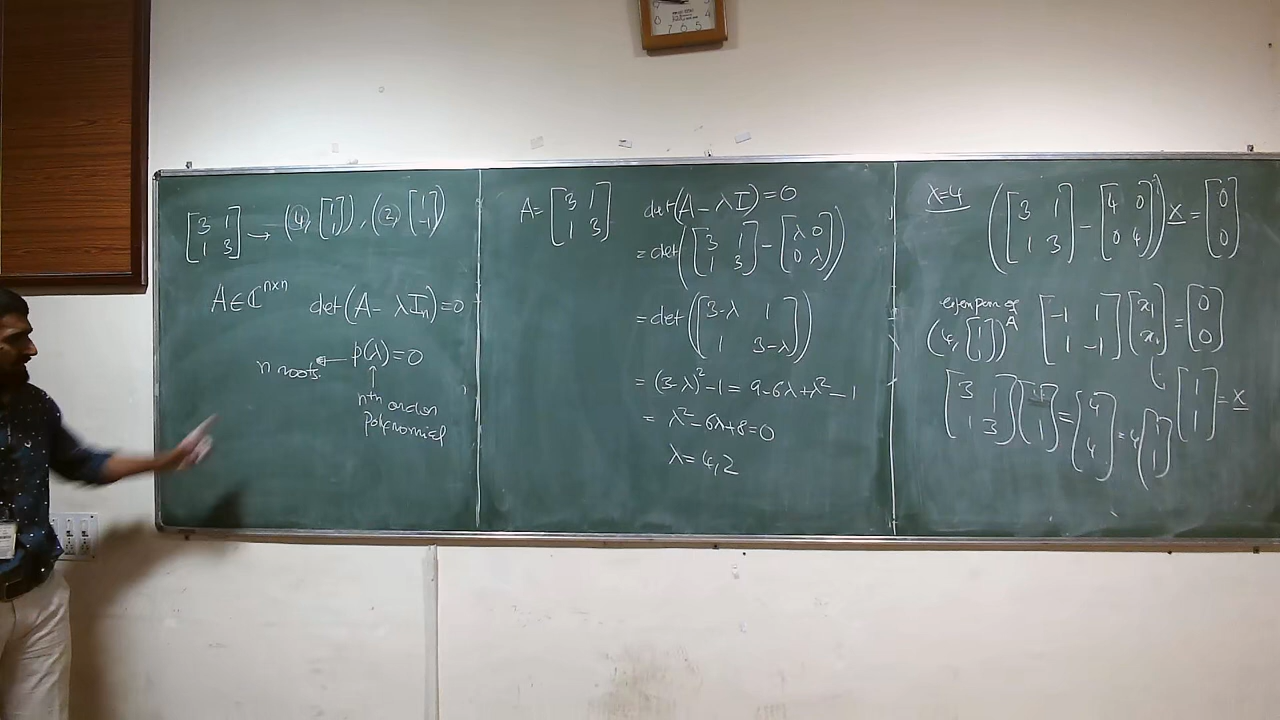 [3 1; 1 3] → (4, [1; 1]), (2, [1; -1])
A ∈ ℂ^{n×n} det(A - λI_n) = 0
n roots. ← p(λ) = 0
↑
nth order
polynomial
A = [3 1; 1 3]
det(A - λI) = 0
= det([3 1; 1 3] - [λ 0; 0 λ])
= det([3-λ 1; 1 3-λ])
= (3-λ)² - 1 = 9 - 6λ + λ² - 1
= λ² - 6λ + 8 = 0
λ = 4, 2
λ=4 ([3 1; 1 3] - [4 0; 0 4]) x = [0; 0]
eigenpair of A
(4, [1; 1])
[-1 1; 1 -1] [x₁; x₁] = [0; 0]
[1; 1] = x
[3 1; 1 3] [1; 1] = [4; 4] = 4 [1; 1]